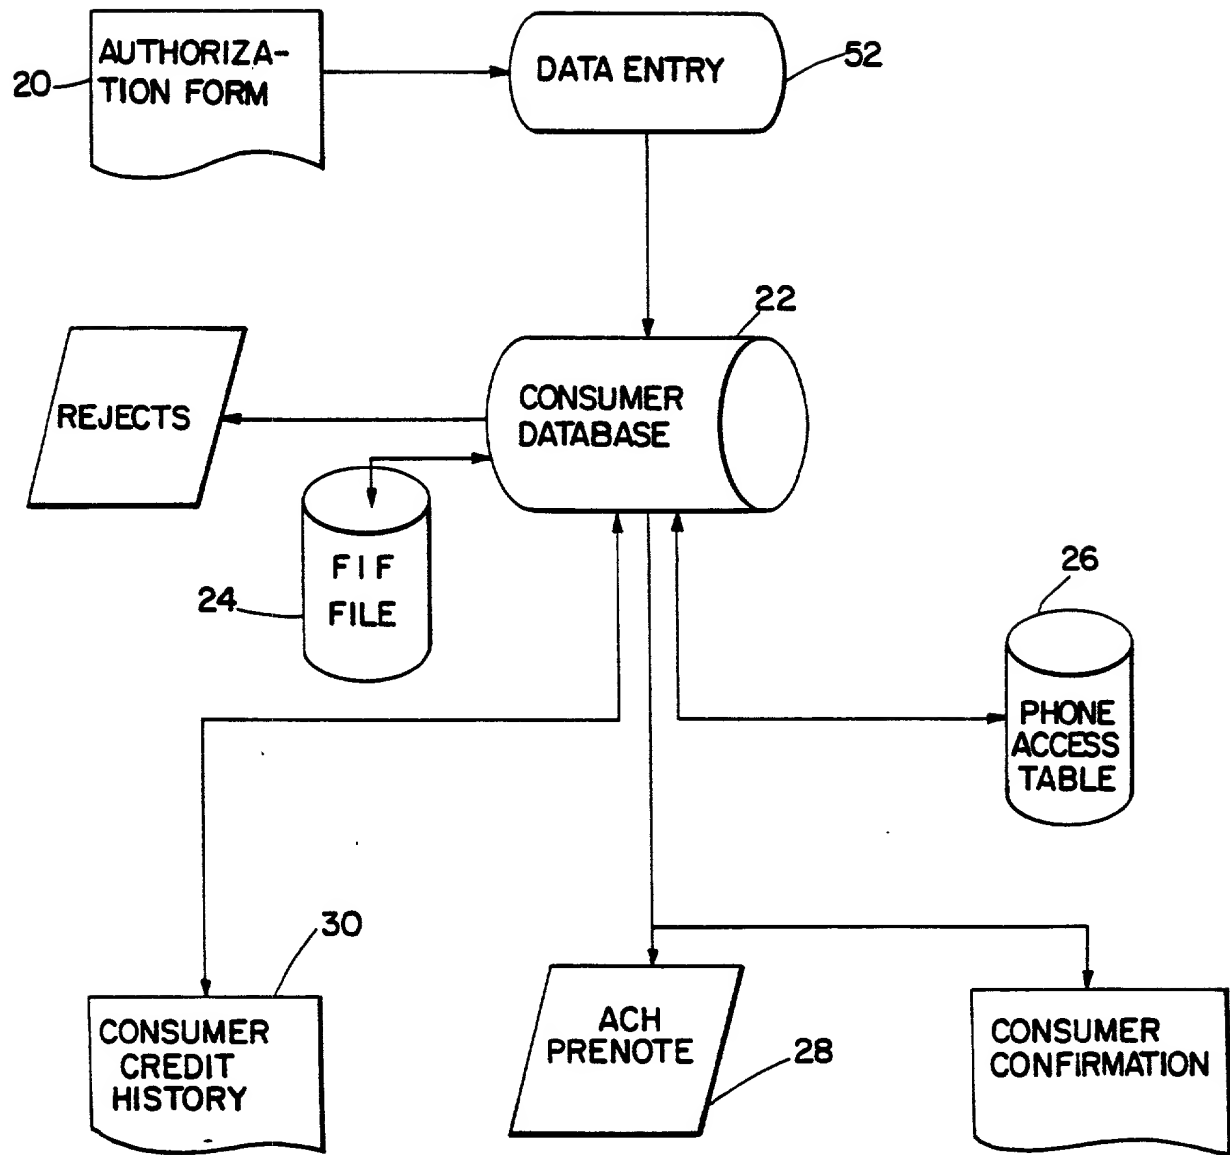 AUTHORIZA-
TION FORM
20
DATA ENTRY
52
22
CONSUMER
DATABASE
REJECTS
FIF
FILE
24
26
PHONE
ACCESS
TABLE
30
CONSUMER
CREDIT
HISTORY
ACH
PRENOTE
28
CONSUMER
CONFIRMATION